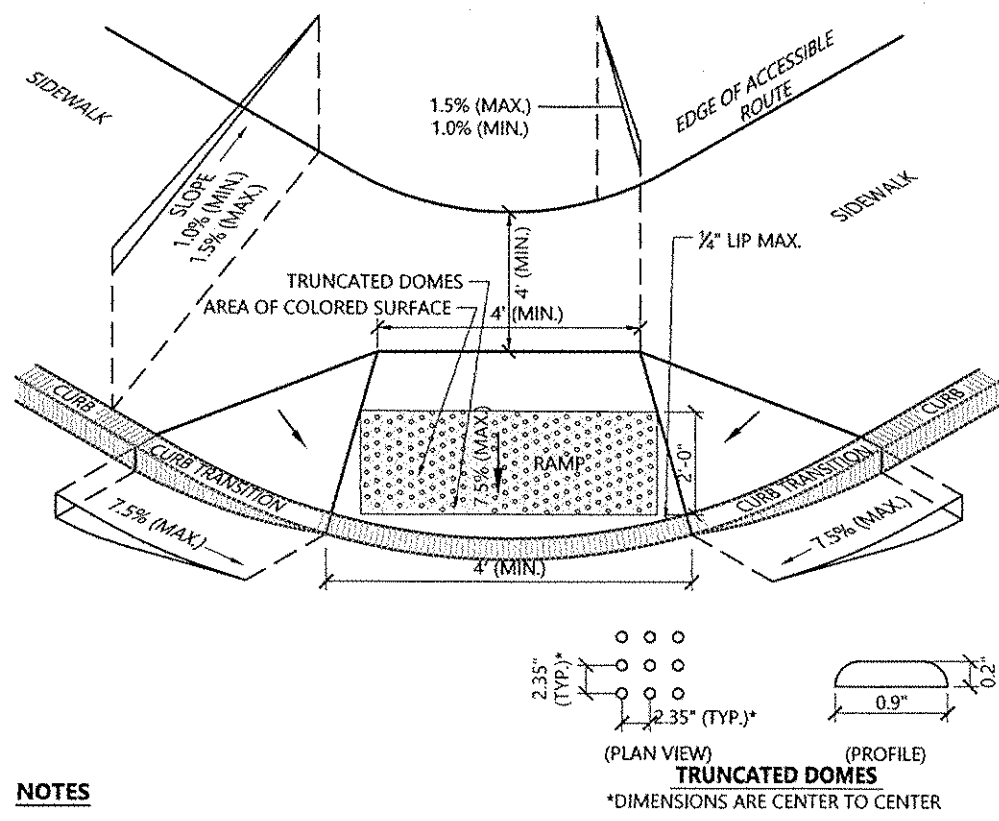 SIDEWALK
SLOPE
1.0% (MIN.)
1.5% (MAX.)
1.5% (MAX.)
1.0% (MIN.)
EDGE OF ACCESSIBLE
ROUTE
SIDEWALK
4' (MIN.)
¼" LIP MAX.
TRUNCATED DOMES
AREA OF COLORED SURFACE
4' (MIN.)
CURB
CURB TRANSITION
7.5% (MAX.)
7.5% (MAX.)
RAMP
2'-0"
CURB
CURB TRANSITION
7.5% (MAX.)
4' (MIN.)
2.35"
(TYP.)*
2.35" (TYP.)*
(PLAN VIEW)
0.2"
0.9"
(PROFILE)
TRUNCATED DOMES
*DIMENSIONS ARE CENTER TO CENTER
NOTES